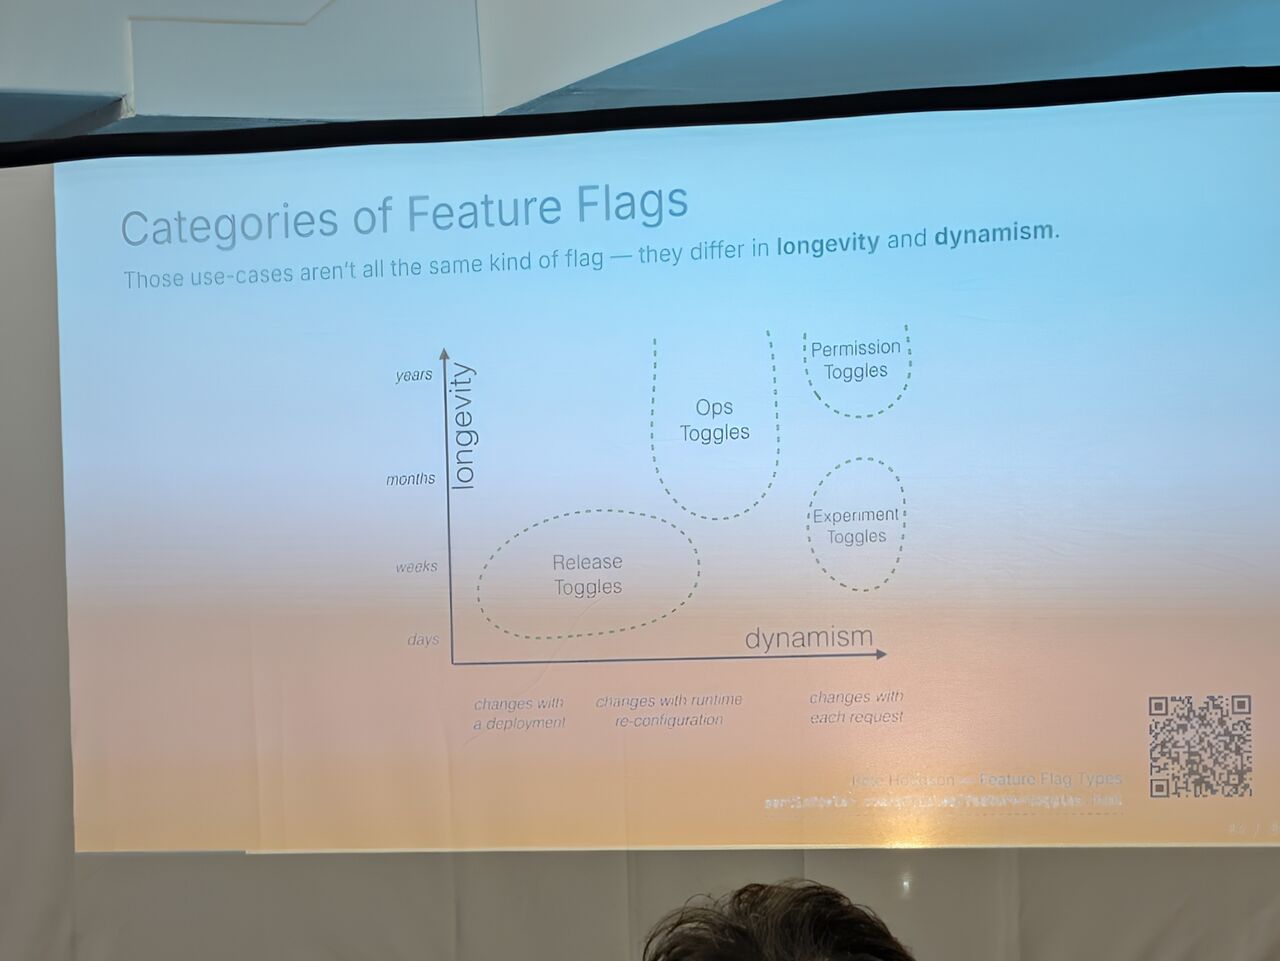 Categories of Feature Flags
Those use-cases aren't all the same kind of flag — they differ in longevity and dynamism.
years
longevity
months
weeks
days
Ops
Toggles
Permission
Toggles
Experiment
Toggles
Release
Toggles
dynamism
changes with
a deployment
changes with runtime
re-configuration
changes with
each request
— Feature Flag Types